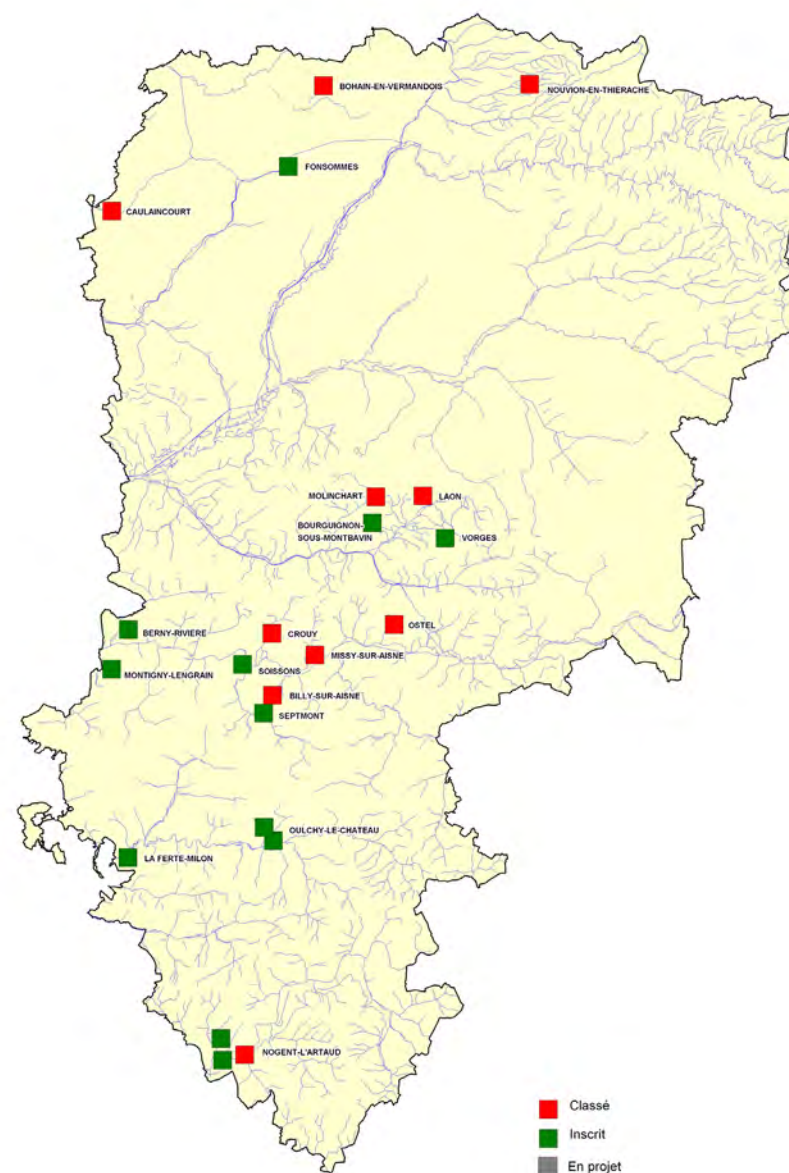 BOHAIN-EN-VERMANDOIS
NOUVION-EN-THIERACHE
FONSOMMES
CAULAINCOURT
MOLINCHART
LAON
BOURGUIGNON-
SOUS-MONTBAVIN
VORGES
BERNY-RIVIERE
CROUY
OSTEL
MISSY-SUR-AISNE
SOISSONS
MONTIGNY-LENGRAIN
BILLY-SUR-AISNE
SEPTMONT
OULCHY-LE-CHATEAU
LA FERTE-MILON
NOGENT-L'ARTAUD
Classé
Inscrit
En projet